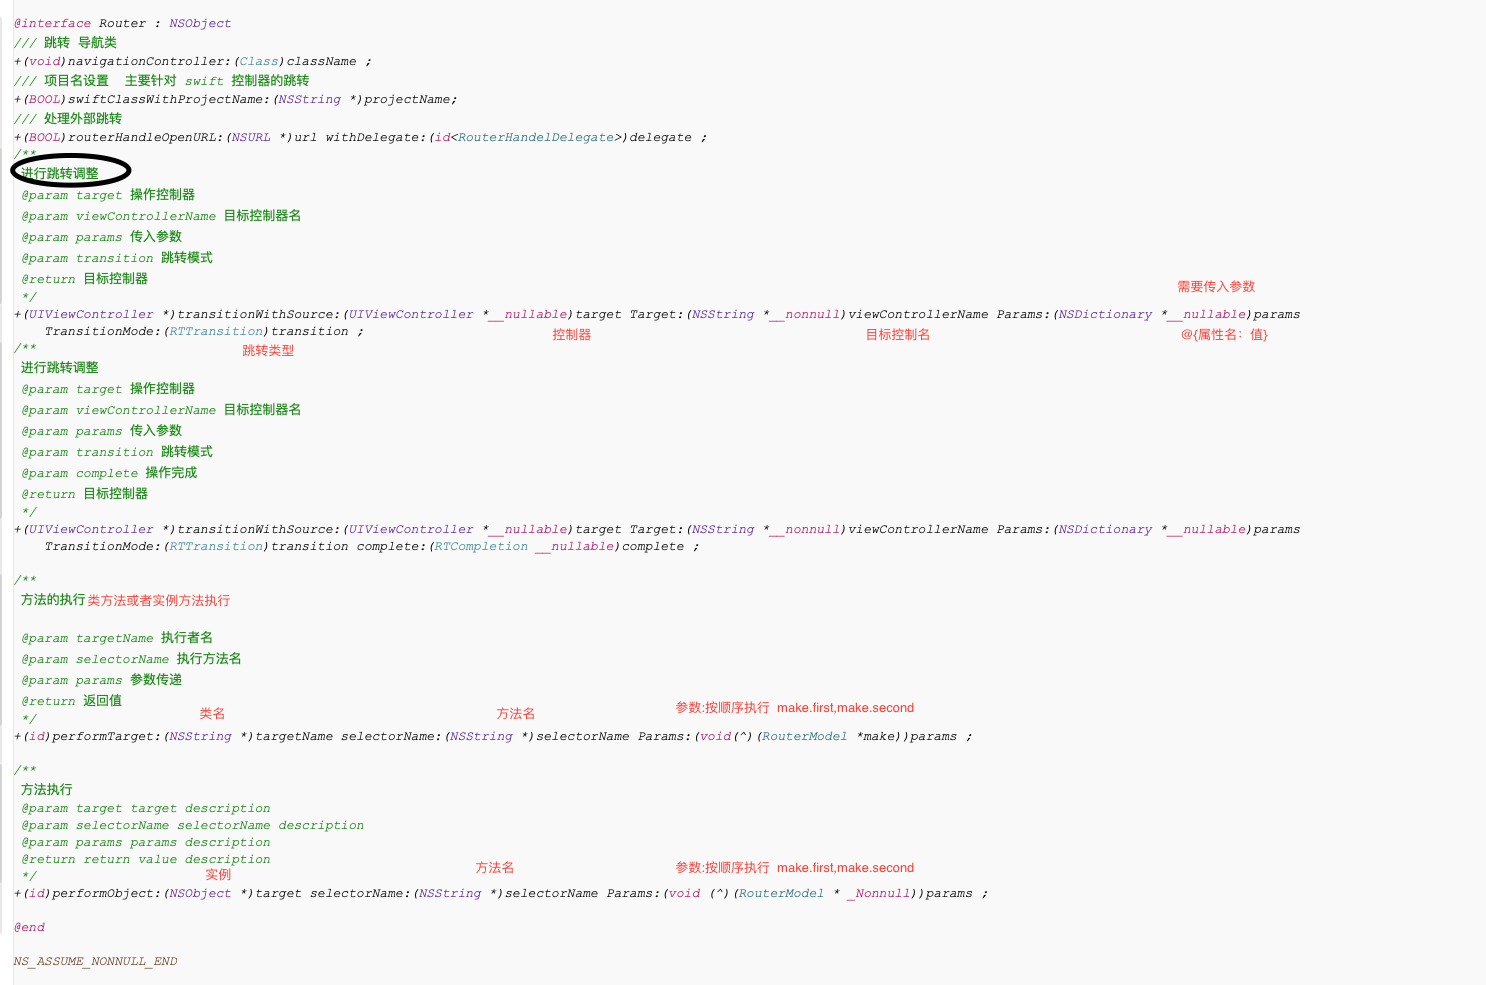 @interface Router : NSObject
/// 跳转 导航类
+(void)navigationController:(Class)className ;
/// 项目名设置  主要针对 swift 控制器的跳转
+(BOOL)swiftClassWithProjectName:(NSString *)projectName;
/// 处理外部跳转
+(BOOL)routerHandleOpenURL:(NSURL *)url withDelegate:(id<RouterHandelDelegate>)delegate ;
/**
进行跳转调整
@param target 操作控制器
@param viewControllerName 目标控制器名
@param params 传入参数
@param transition 跳转模式
@return 目标控制器
需要传入参数
*/
+(UIViewController *)transitionWithSource:(UIViewController *__nullable)target Target:(NSString *__nonnull)viewControllerName Params:(NSDictionary *__nullable)params
TransitionMode:(RTTransition)transition ;
控制器 目标控制名 @{属性名：值}
/**
跳转类型
进行跳转调整
@param target 操作控制器
@param viewControllerName 目标控制器名
@param params 传入参数
@param transition 跳转模式
@param complete 操作完成
@return 目标控制器
*/
+(UIViewController *)transitionWithSource:(UIViewController *__nullable)target Target:(NSString *__nonnull)viewControllerName Params:(NSDictionary *__nullable)params
TransitionMode:(RTTransition)transition complete:(RTCompletion __nullable)complete ;
/**
方法的执行 类方法或者实例方法执行
@param targetName 执行者名
@param selectorName 执行方法名
@param params 参数传递
@return 返回值
类名 方法名 参数:按顺序执行 make.first,make.second
*/
+(id)performTarget:(NSString *)targetName selectorName:(NSString *)selectorName Params:(void(^)(RouterModel *make))params ;
/**
方法执行
@param target target description
@param selectorName selectorName description
@param params params description
@return return value description
实例 方法名 参数:按顺序执行 make.first,make.second
*/
+(id)performObject:(NSObject *)target selectorName:(NSString *)selectorName Params:(void (^)(RouterModel * _Nonnull))params ;
@end
NS_ASSUME_NONNULL_END